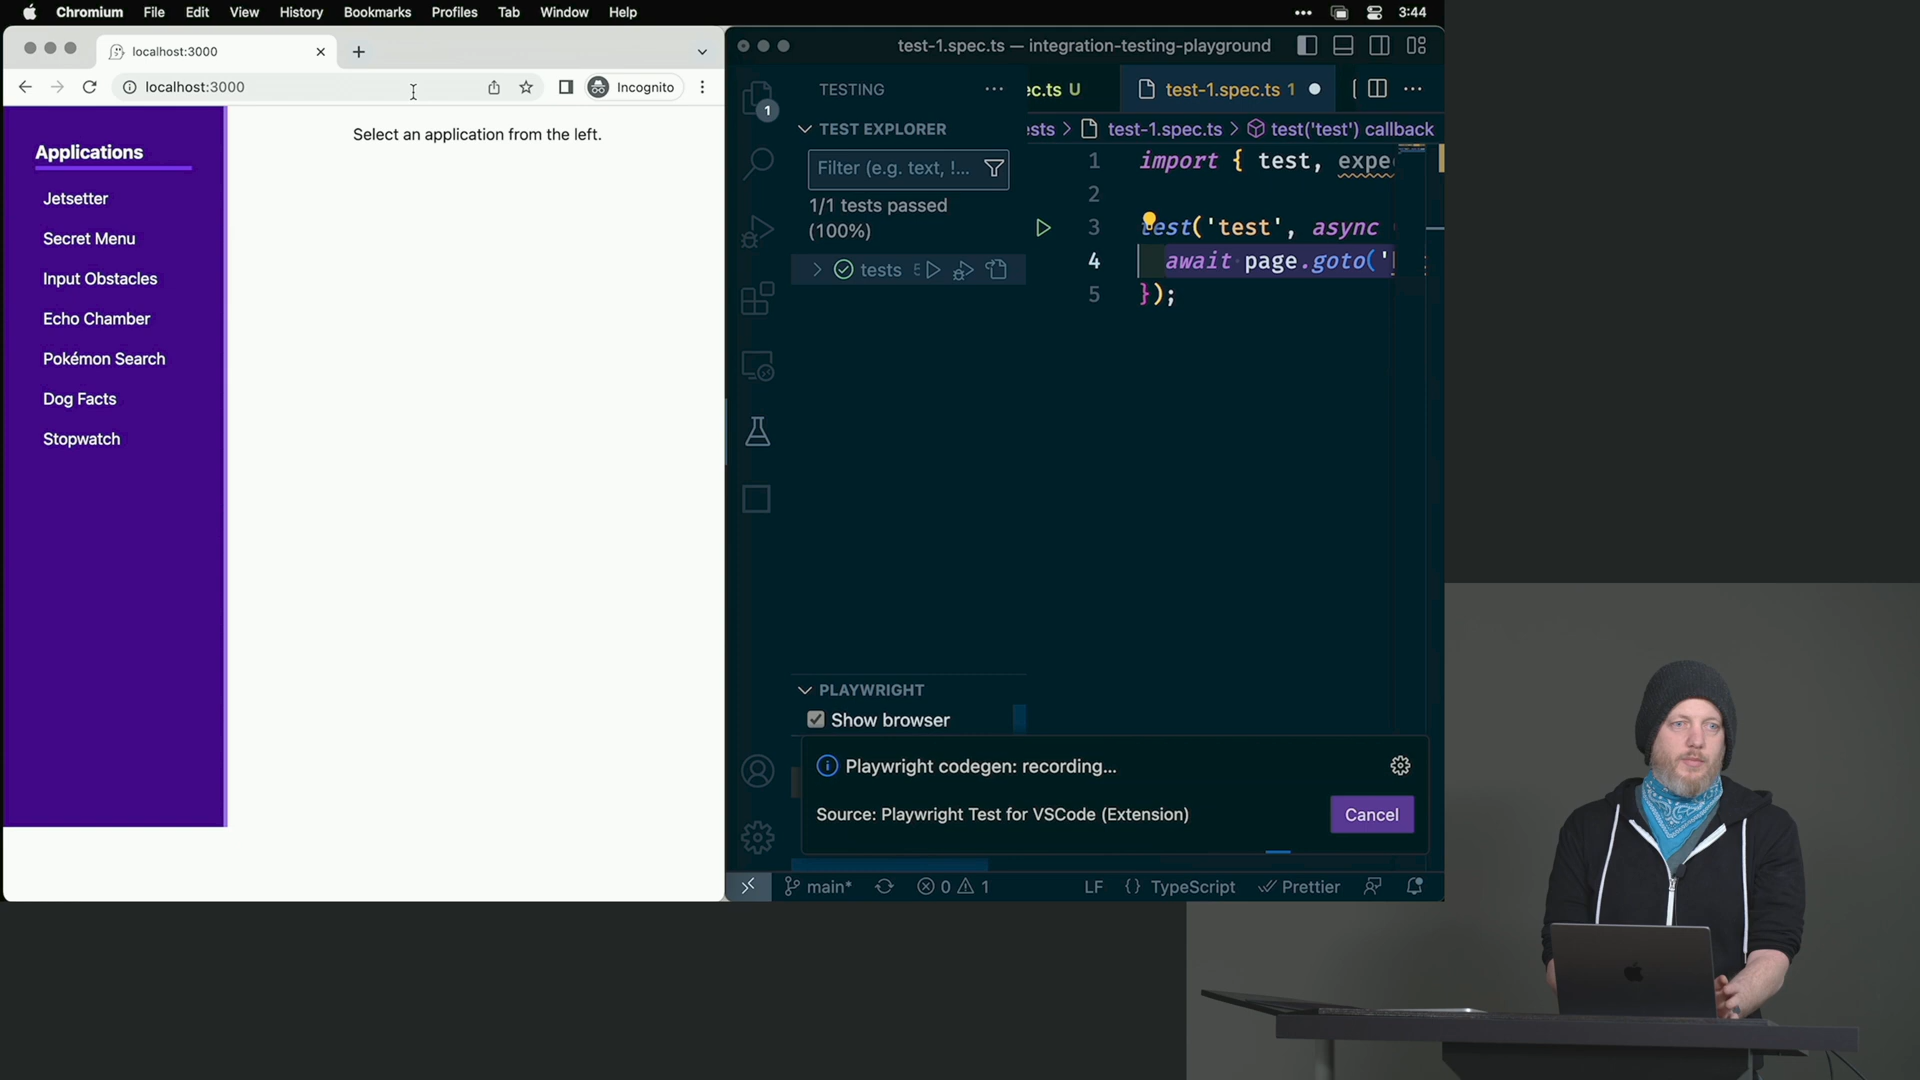 Chromium File Edit View History Bookmarks Profiles Tab Window Help 3:44
localhost:3000
localhost:3000 Incognito
Applications
Jetsetter
Secret Menu
Input Obstacles
Echo Chamber
Pokémon Search
Dog Facts
Stopwatch
Select an application from the left.
test-1.spec.ts — integration-testing-playground
1
TESTING
TEST EXPLORER
Filter (e.g. text, !...
1/1 tests passed
(100%)
tests
PLAYWRIGHT
Show browser
ec.ts U test-1.spec.ts 1
sts > test-1.spec.ts > test('test') callback
1 import { test, expe
2
3 test('test', async
4 await page.goto('
5 });
Playwright codegen: recording...
Source: Playwright Test for VSCode (Extension) Cancel
main* 0 1 LF {} TypeScript Prettier